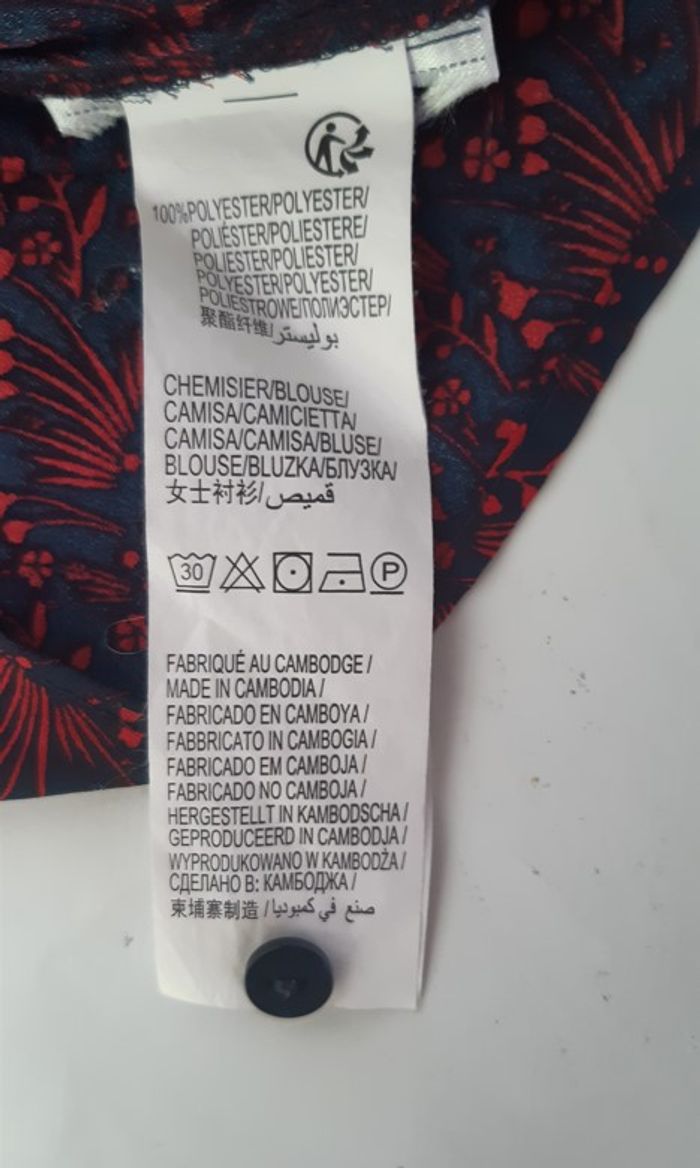 100%POLYESTER/POLYESTER/
POLIÉSTER/POLIESTERE/
POLIÉSTER/POLIESTER/
POLYESTER/POLYESTER/
POLIESTROWE/ПОЛИЭСТЕР/
聚酯纤维/بوليستر
CHEMISIER/BLOUSE/
CAMISA/CAMICIETTA/
CAMISA/CAMISA/BLUSE/
BLOUSE/BLUZKA/БЛУЗКА/
女士衬衫/قميص
30 P
FABRIQUÉ AU CAMBODGE /
MADE IN CAMBODIA /
FABRICADO EN CAMBOYA /
FABBRICATO IN CAMBOGIA /
FABRICADO EM CAMBOJA /
FABRICADO NO CAMBOJA /
HERGESTELLT IN KAMBODSCHA /
GEPRODUCEERD IN CAMBODJA /
WYPRODUKOWANO W KAMBODŻA /
СДЕЛАНО В: КАМБОДЖА /
柬埔寨制造 / صنع في كمبوديا